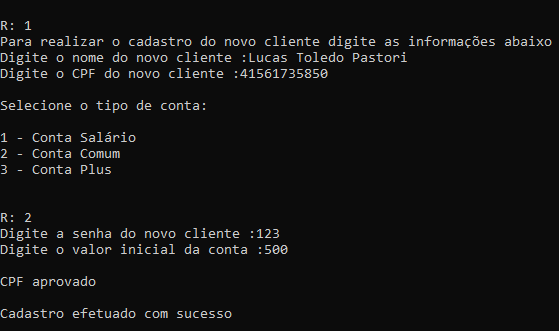 R: 1
Para realizar o cadastro do novo cliente digite as informações abaixo
Digite o nome do novo cliente :Lucas Toledo Pastori
Digite o CPF do novo cliente :41561735850
Selecione o tipo de conta:
1 - Conta Salário
2 - Conta Comum
3 - Conta Plus
R: 2
Digite a senha do novo cliente :123
Digite o valor inicial da conta :500
CPF aprovado
Cadastro efetuado com sucesso